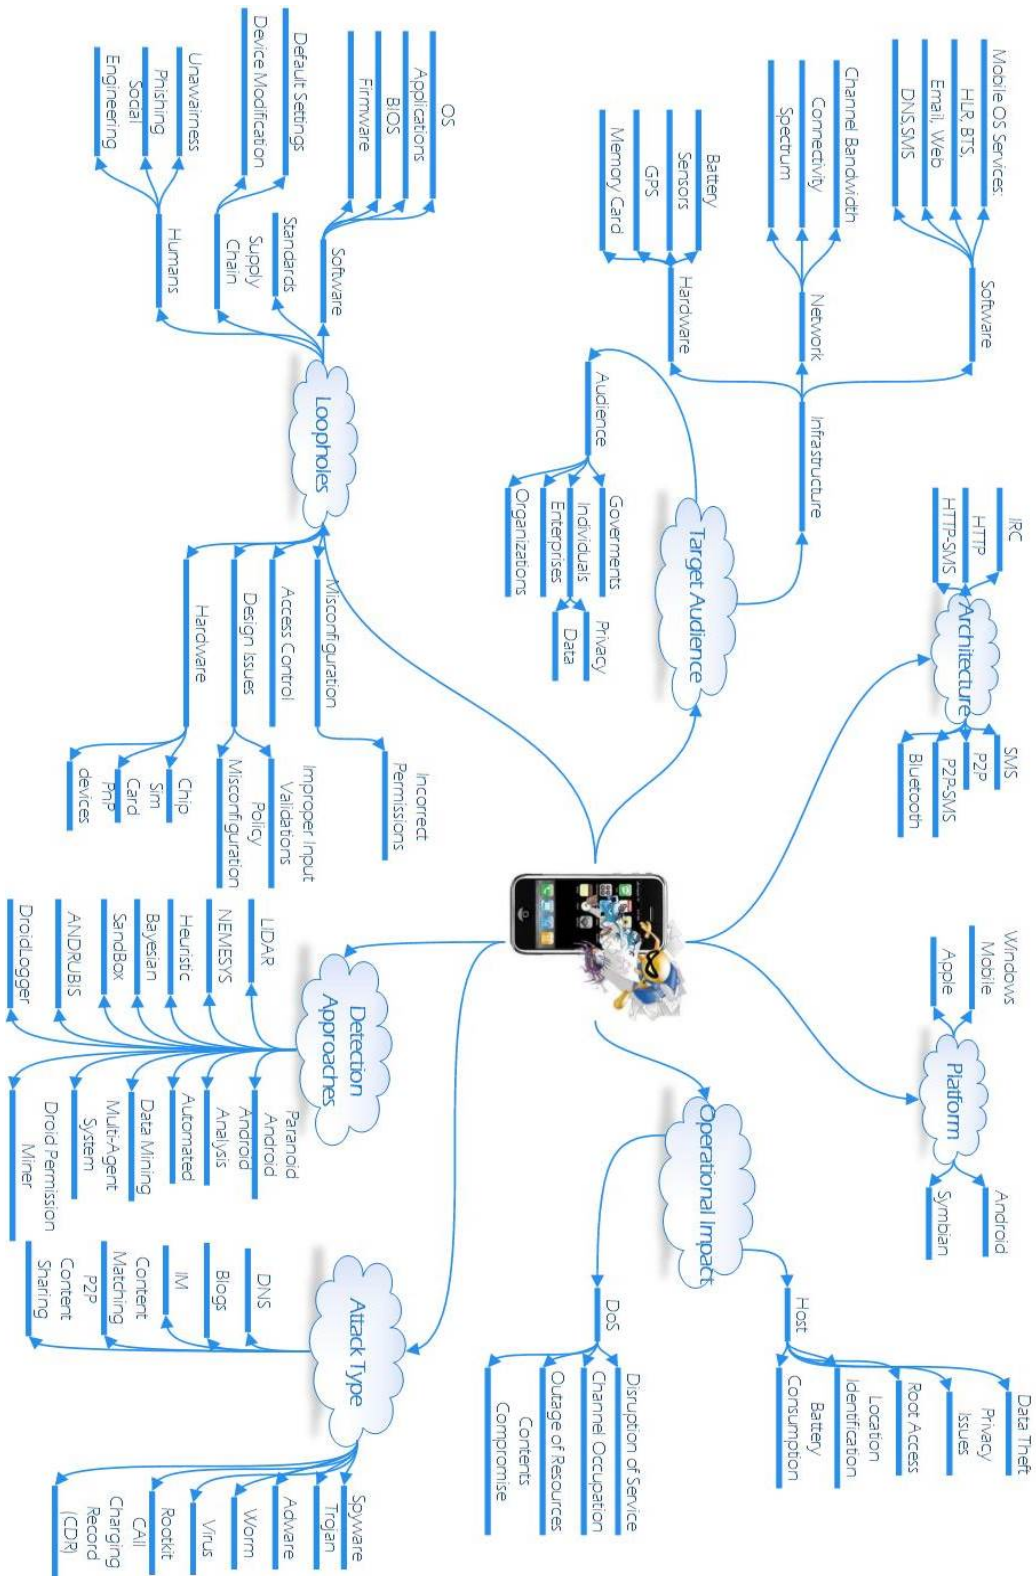 Mobile OS Services:
HLR, BTS,
Email, Web
DNS,SMS
Software
Channel Bandwidth
Connectivity
Spectrum
Network
Battery
Sensors
GPS
Memory Card
Hardware
Infrastructure
Target Audience
Audience
Goverments
Individuals
Enterprises
Organizations
Privacy
Data
IRC
HTTP
HTTP-SMS
Architecture
SMS
P2P
P2P-SMS
Bluetooth
Windows
Mobile
Apple
Platform
Android
Symbian
Operational Impact
Host
Data Theft
Privacy
Issues
Root Access
Location
Identification
Battery
Consumption
DoS
Disruption of Service
Channel Occupation
Outage of Resources
Contents
Compromise
OS
Applications
BIOS
Firmware
Software
Standards
Default Settings
Device Modification
Supply
Chain
Unawairness
Phishing
Social
Engineering
Humans
Loopholes
Misconfiguration
Incorrect
Permissions
Access Control
Design Issues
Improper Input
Validations
Policy
Misconfiguration
Hardware
Chip
Sim
Card
PnP
devices
Detection
Approaches
LIDAR
NEMESYS
Heuristic
Bayesian
SandBox
ANDRUBIS
DroidLogger
Paranoid
Android
Android
Analysis
Automated
Data Mining
Multi-Agent
System
Droid Permission
Miner
Attack Type
DNS
Blogs
IM
Content
Matching
P2P
Content
Sharing
Spyware
Trojan
Adware
Worm
Virus
Rootkit
CAll
Charging
Record
(CDR)